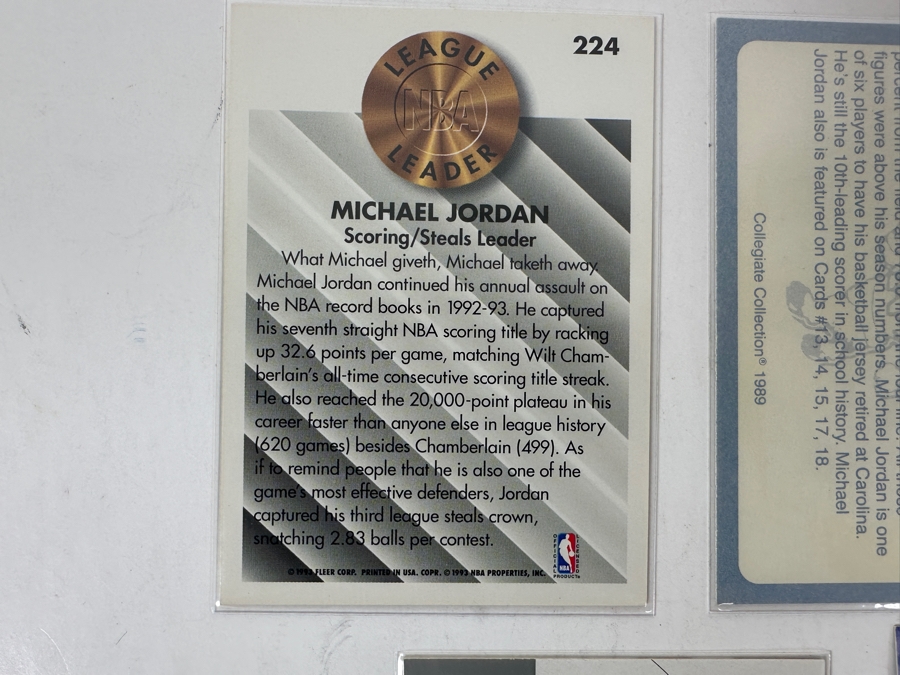 224
LEAGUE
NBA
LEADER
MICHAEL JORDAN
Scoring/Steals Leader
What Michael giveth, Michael taketh away.
Michael Jordan continued his annual assault on
the NBA record books in 1992-93. He captured
his seventh straight NBA scoring title by racking
up 32.6 points per game, matching Wilt Cham-
berlain's all-time consecutive scoring title streak.
He also reached the 20,000-point plateau in his
career faster than anyone else in league history
(620 games) besides Chamberlain (499). As
if to remind people that he is also one of the
game's most effective defenders, Jordan
captured his third league steals crown,
snatching 2.83 balls per contest.
© 1993 FLEER CORP. PRINTED IN USA. COPR. © 1993 NBA PROPERTIES, INC.
OFFICIAL LICENSED
NBA
PRODUCT
figures were above his season numbers. Michael Jordan is one
of six players to have his basketball jersey retired at Carolina.
He's still the 10th-leading scorer in school history. Michael
Jordan also is featured on Cards #13, 14, 15, 17, 18.
Collegiate Collection® 1989